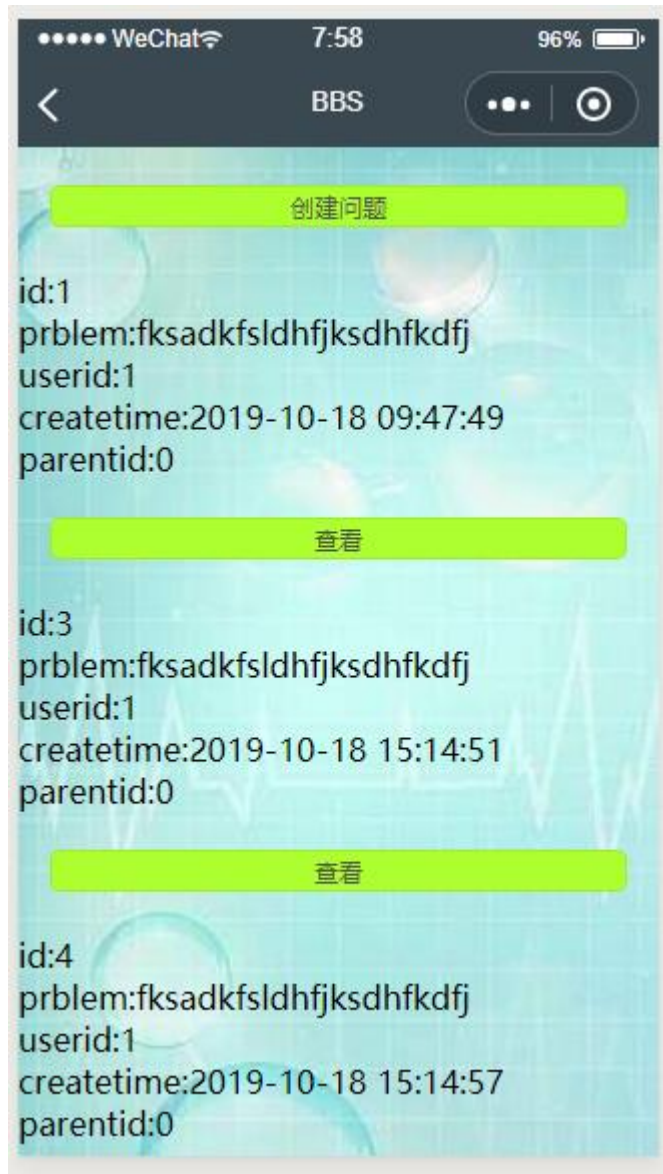 WeChat 7:58 96%
BBS
创建问题
id:1
prblem:fksadkfsldhfjksdhfkdfj
userid:1
createtime:2019-10-18 09:47:49
parentid:0
查看
id:3
prblem:fksadkfsldhfjksdhfkdfj
userid:1
createtime:2019-10-18 15:14:51
parentid:0
查看
id:4
prblem:fksadkfsldhfjksdhfkdfj
userid:1
createtime:2019-10-18 15:14:57
parentid:0